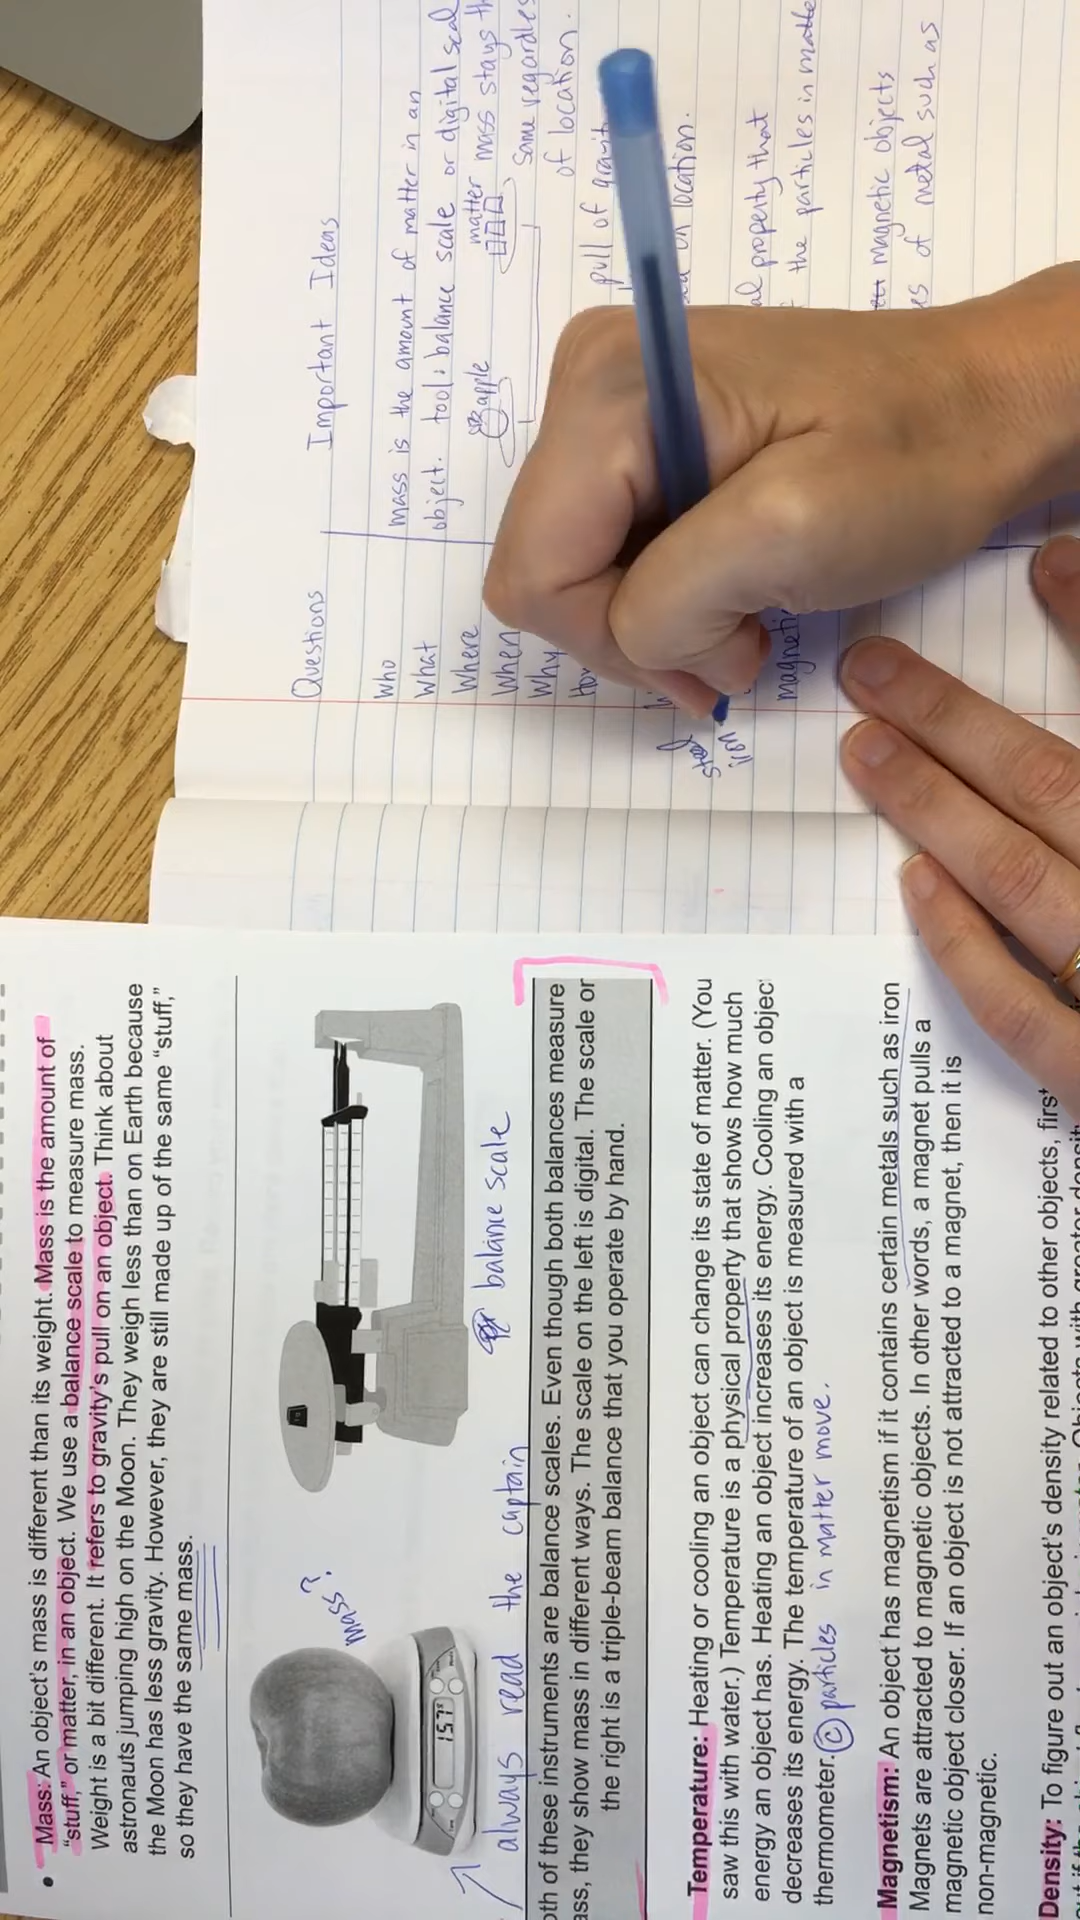 Mass: An object's mass is different than its weight. Mass is the amount of
"stuff," or matter, in an object. We use a balance scale to measure mass.
Weight is a bit different. It refers to gravity's pull on an object. Think about
astronauts jumping high on the Moon. They weigh less than on Earth because
the Moon has less gravity. However, they are still made up of the same "stuff,"
so they have the same mass.
mass?
157g
always read the captain
balance scale
oth of these instruments are balance scales. Even though both balances measure
ass, they show mass in different ways. The scale on the left is digital. The scale or
the right is a triple-beam balance that you operate by hand.
Temperature: Heating or cooling an object can change its state of matter. (You
saw this with water.) Temperature is a physical property that shows how much
energy an object has. Heating an object increases its energy. Cooling an objec
decreases its energy. The temperature of an object is measured with a
thermometer. C particles in matter move.
Magnetism: An object has magnetism if it contains certain metals such as iron
Magnets are attracted to magnetic objects. In other words, a magnet pulls a
magnetic object closer. If an object is not attracted to a magnet, then it is
non-magnetic.
Density: To figure out an object's density related to other objects, first
Questions
Important Ideas
Who
What
Where
When
Why
mass is the amount of matter in an
object. tool: balance scale or digital scal
apple
matter
mass stays th
same regardles
of location.
pull of gravit
on location.
al property that
the particles in matte
magnetic objects
es of metal such as
steel
iron
magneti